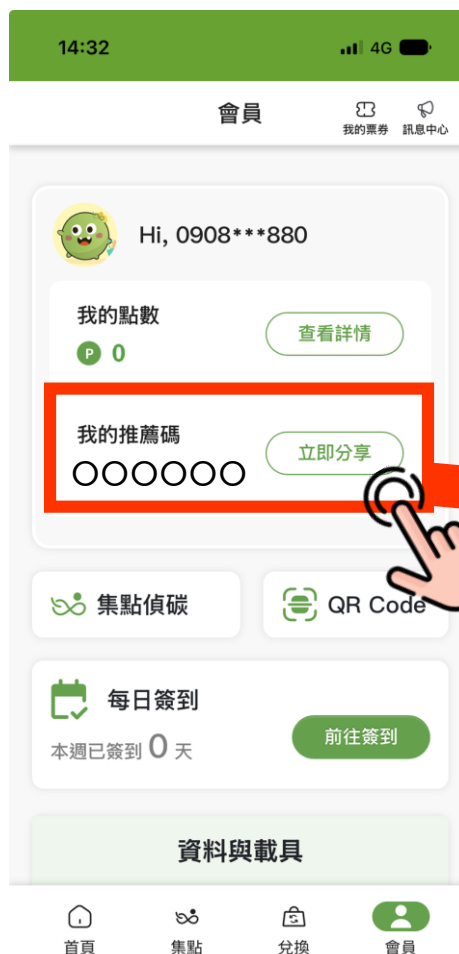 14:32
4G
會員
我的票券 訊息中心
Hi, 0908***880
我的點數
查看詳情
P 0
我的推薦碼
立即分享
○○○○○○
集點偵碳
QR Code
每日簽到
本週已簽到 0 天
前往簽到
資料與載具
首頁 集點 兌換 會員